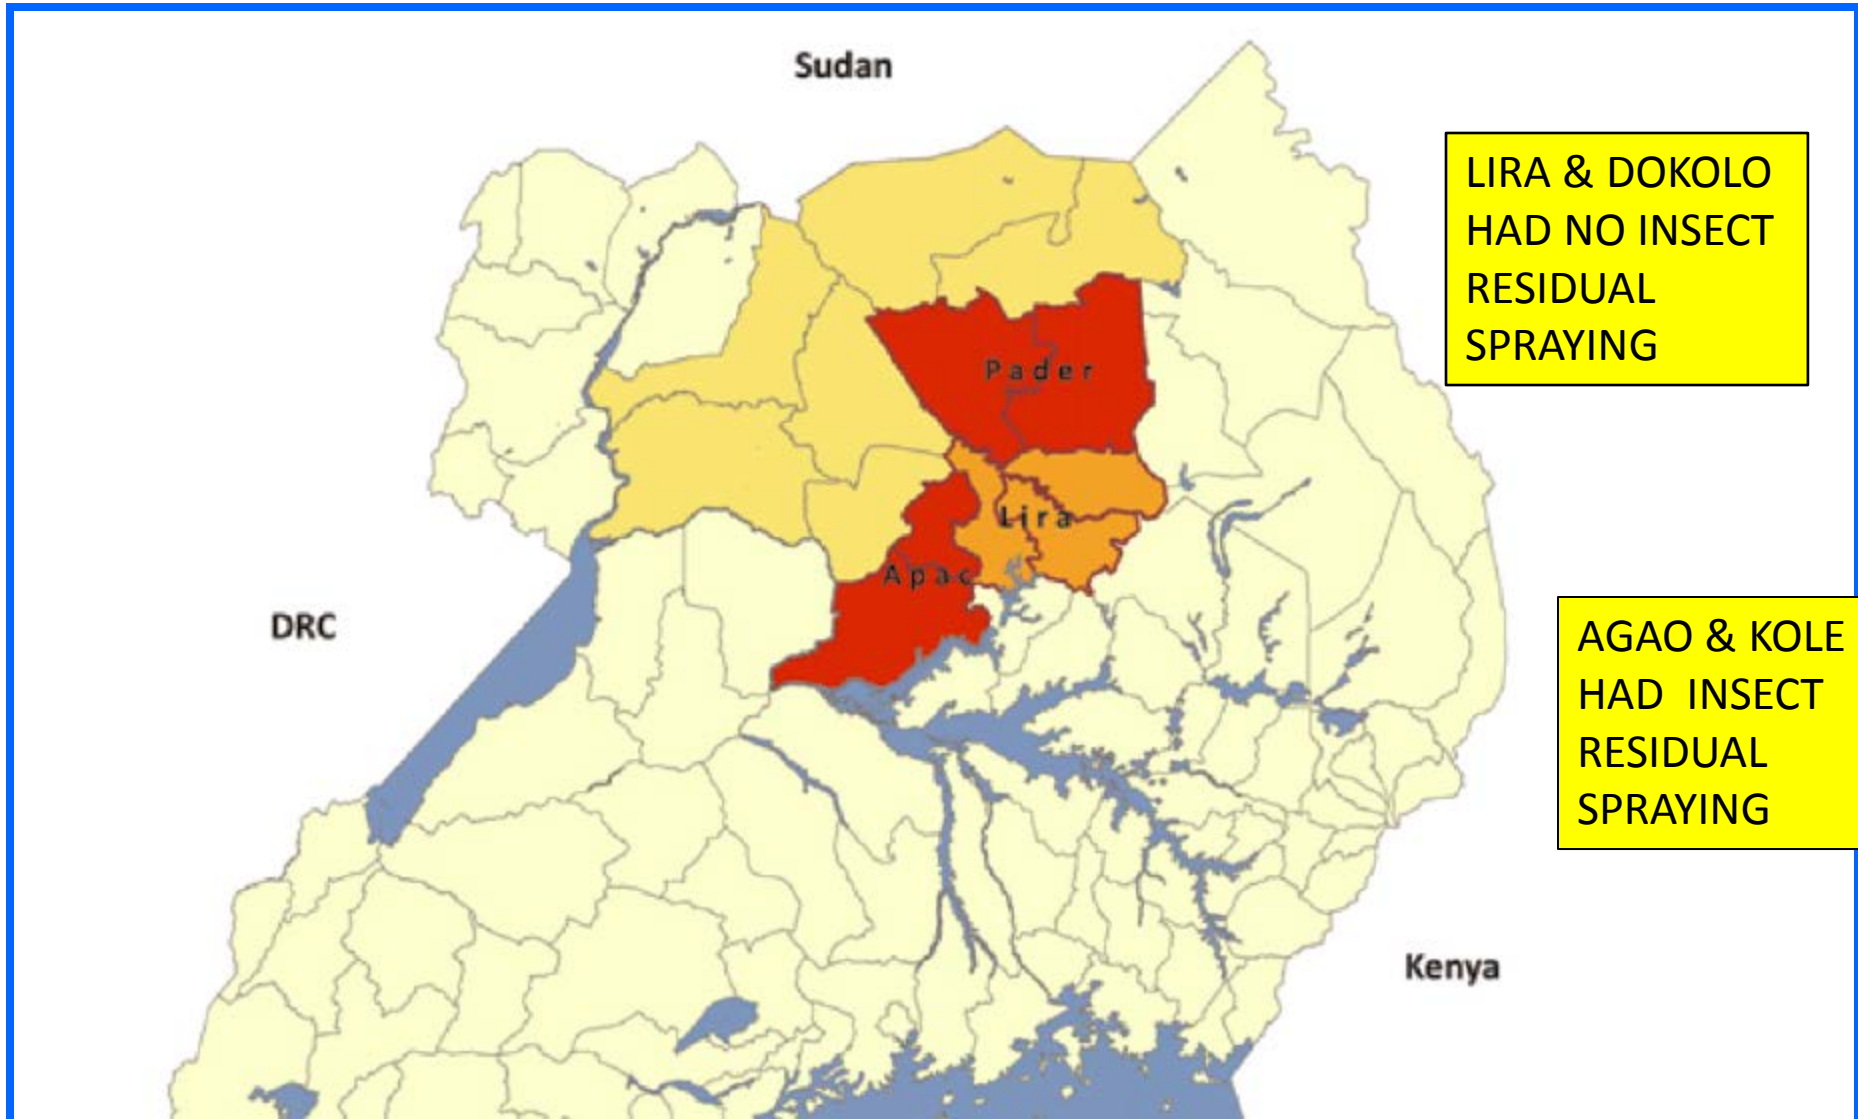 Sudan
LIRA & DOKOLO
HAD NO INSECT
RESIDUAL
SPRAYING
Pader
Lira
Apac
DRC
AGAO & KOLE
HAD INSECT
RESIDUAL
SPRAYING
Kenya